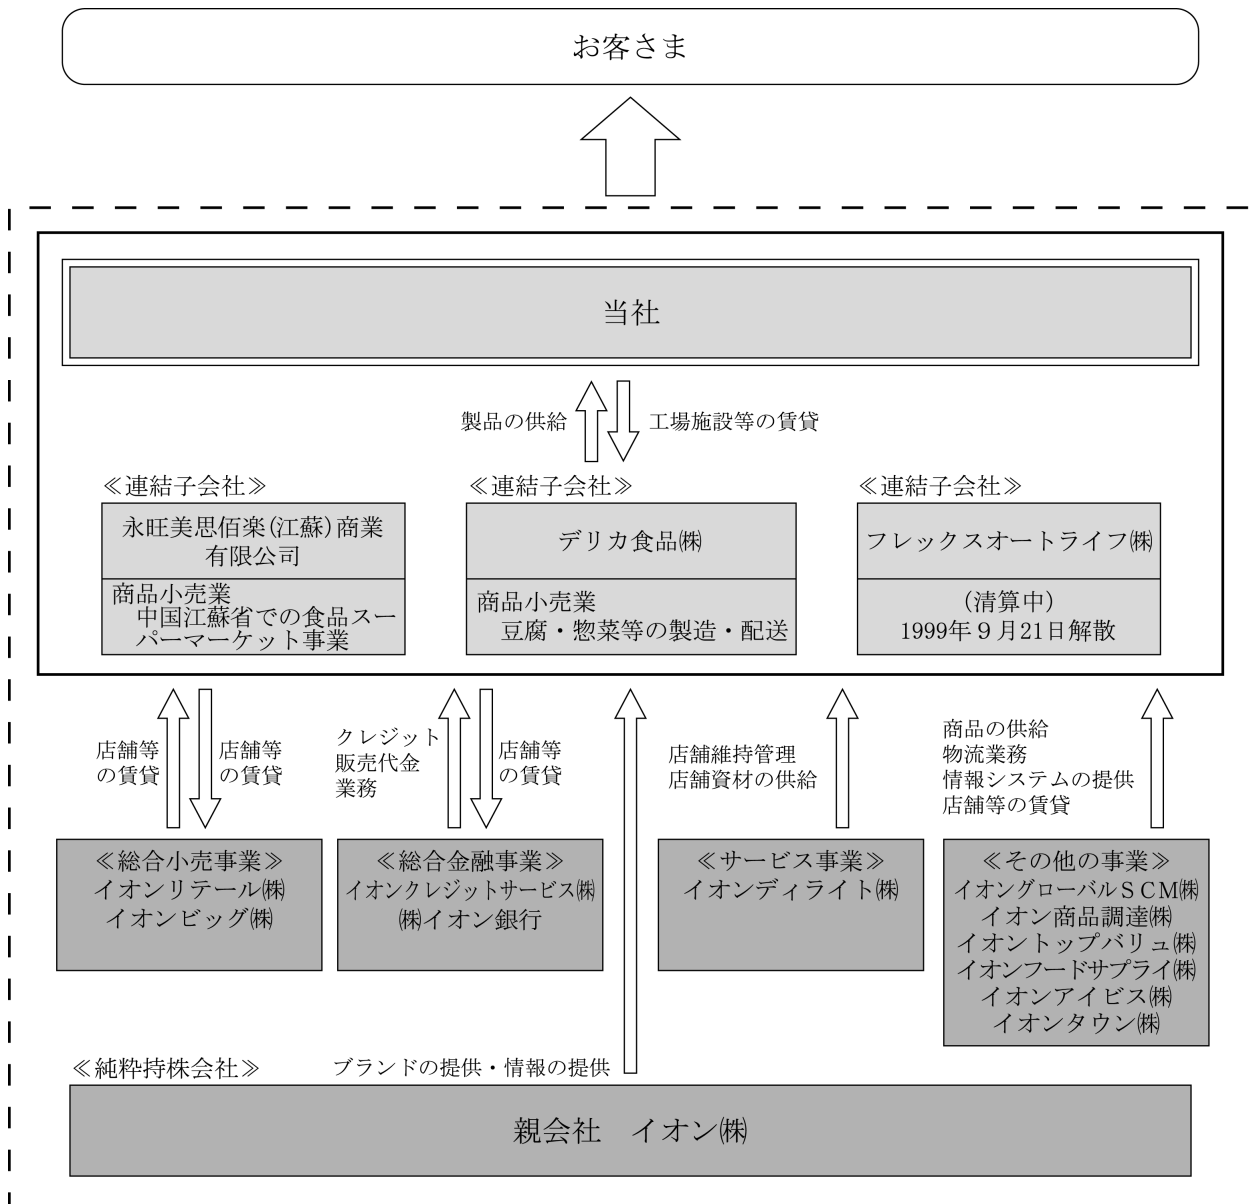 お客さま
当社
製品の供給
工場施設等の賃貸
≪連結子会社≫
永旺美思佰楽(江蘇)商業
有限公司
商品小売業
中国江蘇省での食品スー
パーマーケット事業
≪連結子会社≫
デリカ食品㈱
商品小売業
豆腐・惣菜等の製造・配送
≪連結子会社≫
フレックスオートライフ㈱
(清算中)
1999年９月21日解散
店舗等
の賃貸
店舗等
の賃貸
クレジット
販売代金
業務
店舗等
の賃貸
店舗維持管理
店舗資材の供給
商品の供給
物流業務
情報システムの提供
店舗等の賃貸
≪総合小売事業≫
イオンリテール㈱
イオンビッグ㈱
≪総合金融事業≫
イオンクレジットサービス㈱
㈱イオン銀行
≪サービス事業≫
イオンディライト㈱
≪その他の事業≫
イオングローバルＳＣＭ㈱
イオン商品調達㈱
イオントップバリュ㈱
イオンフードサプライ㈱
イオンアイビス㈱
イオンタウン㈱
≪純粋持株会社≫
ブランドの提供・情報の提供
親会社　イオン㈱